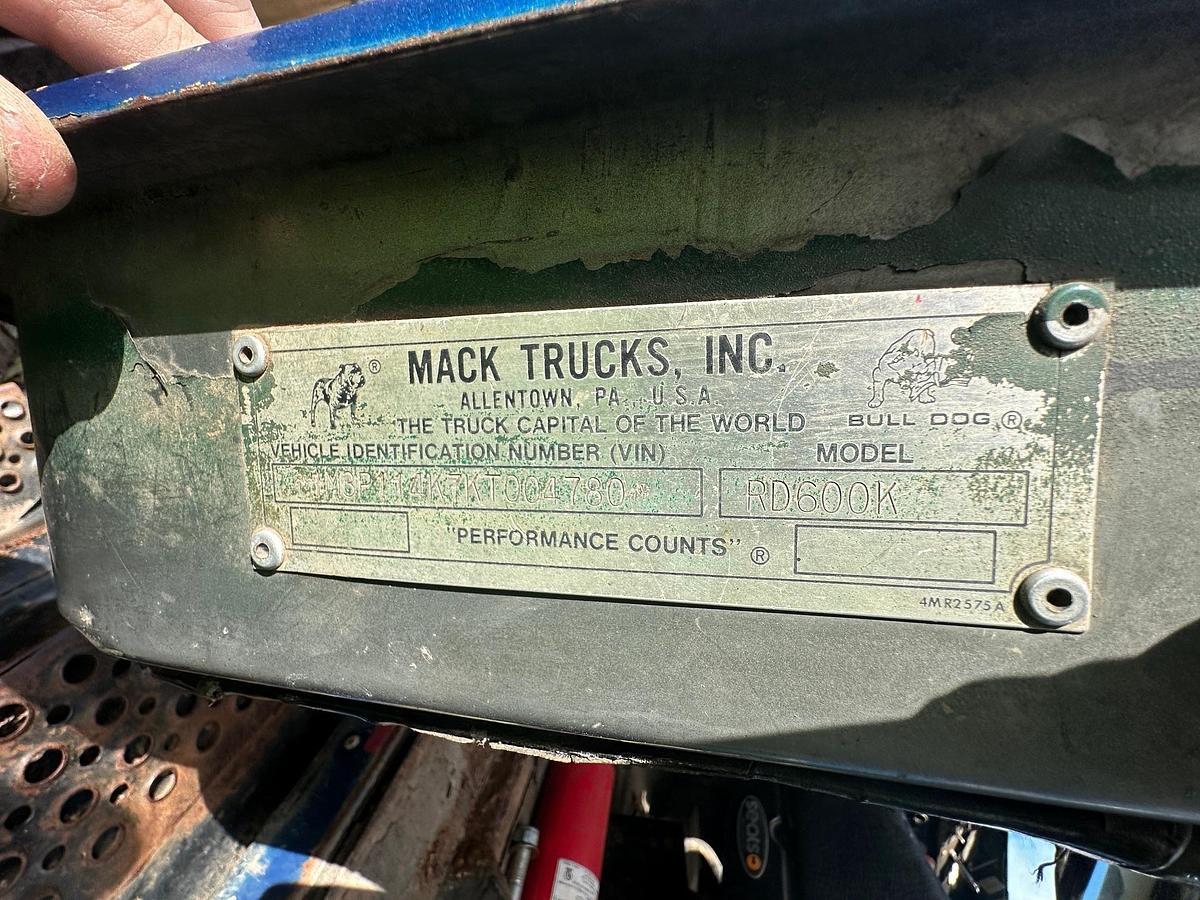 MACK TRUCKS, INC.
ALLENTOWN, PA. U.S.A.
THE TRUCK CAPITAL OF THE WORLD
BULL DOG ®
VEHICLE IDENTIFICATION NUMBER (VIN)
MODEL
1M3P114K7KT004780
RD600K
"PERFORMANCE COUNTS" ®
4MR2575A